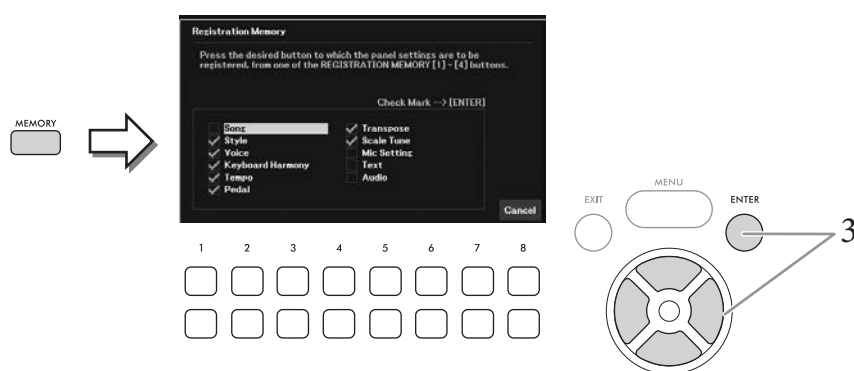 Registration Memory
Press the desired button to which the panel settings are to be
registered, from one of the REGISTRATION MEMORY [1] - [4] buttons.
Check Mark --> [ENTER]
MEMORY
Song
Style
Voice
Keyboard Harmony
Tempo
Pedal
Transpose
Scale Tune
Mic Setting
Text
Audio
Cancel
EXIT
MENU
ENTER
3
1 2 3 4 5 6 7 8